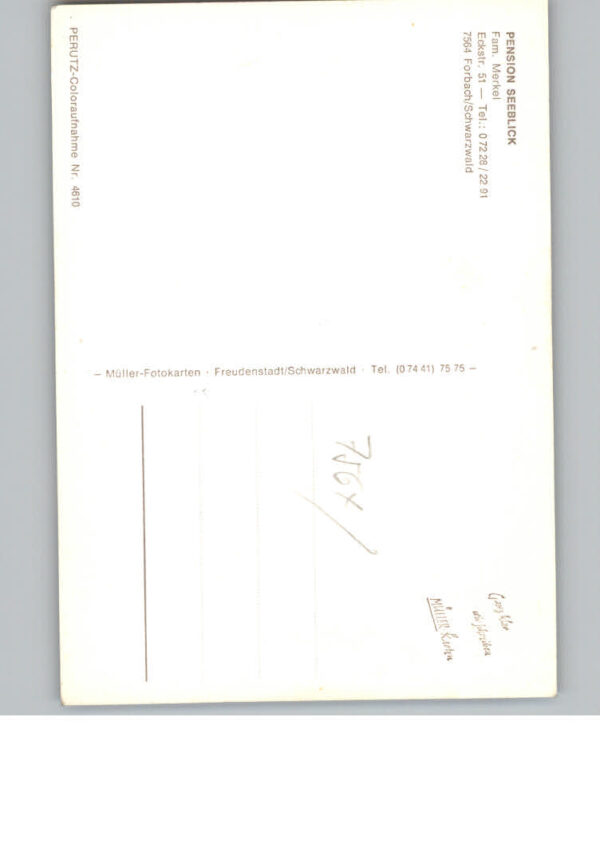 PENSION SEEBLICK
Fam. Merkel
Eckstr. 51 — Tel.: 0 72 28 / 22 91
7564 Forbach/Schwarzwald
PERUTZ-Coloraufnahme Nr. 4610
– Müller-Fotokarten · Freudenstadt/Schwarzwald · Tel. (0 74 41) 75 75 –
756X/
MÜLLER